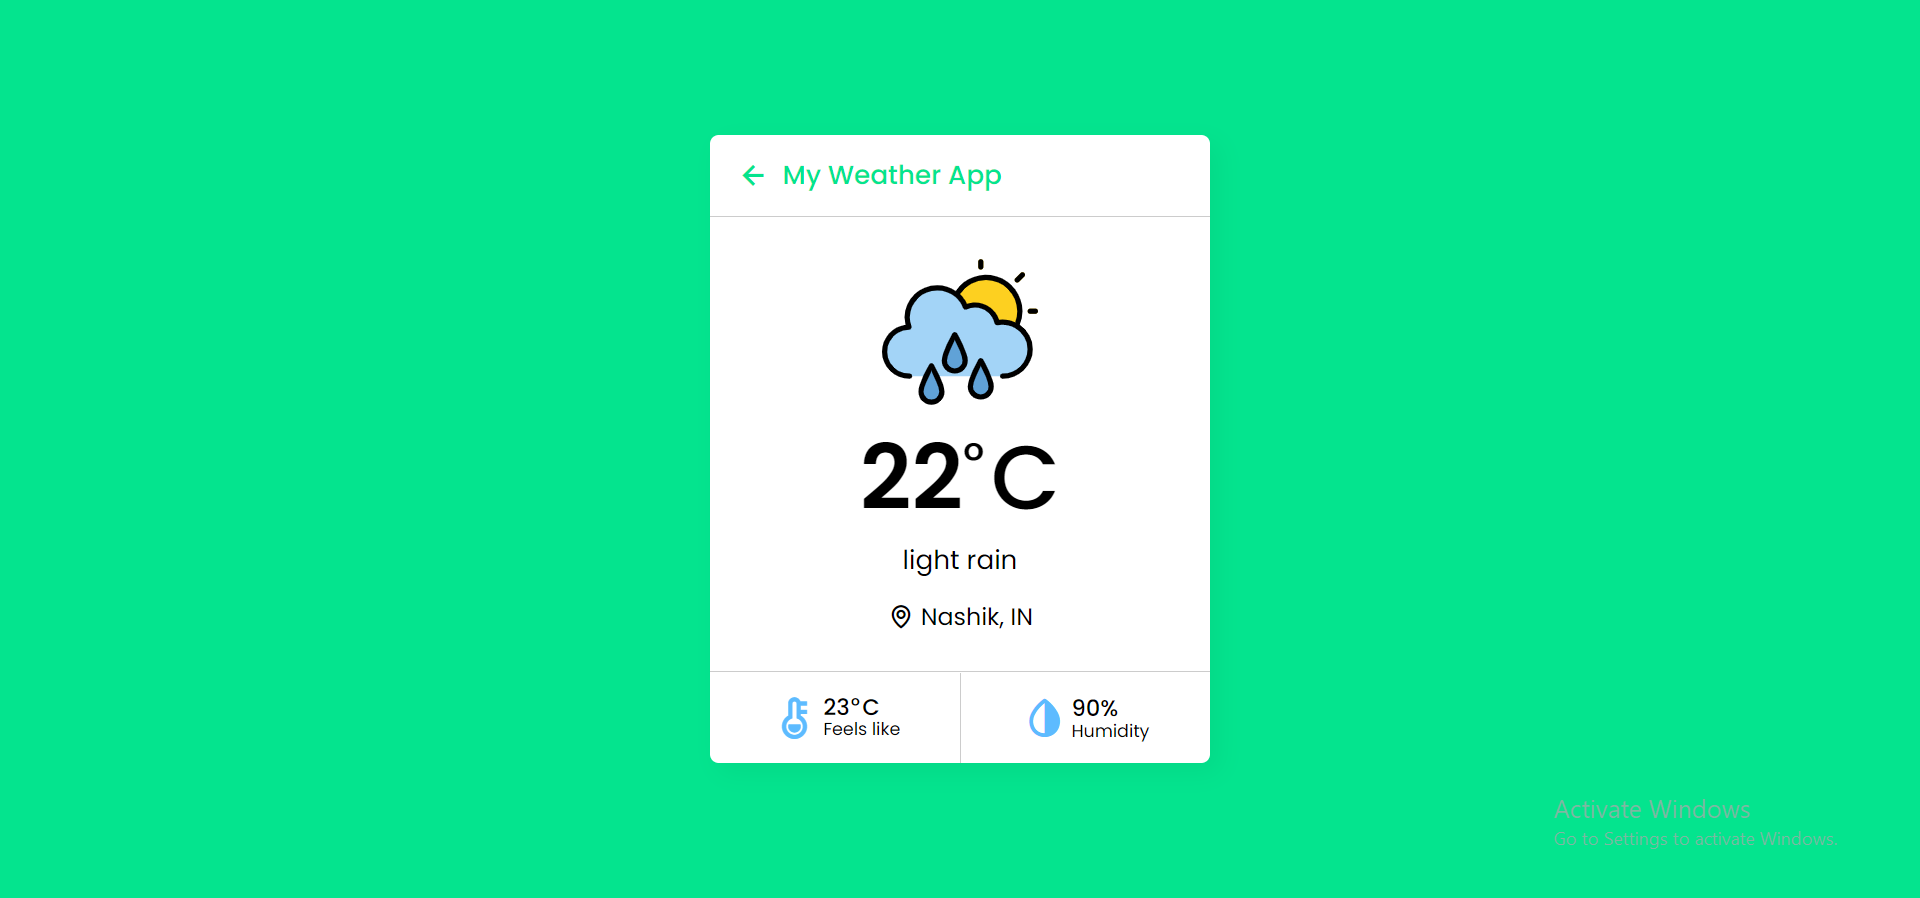 My Weather App
22°C
light rain
Nashik, IN
23°C
Feels like
90%
Humidity
Activate Windows
Go to Settings to activate Windows.